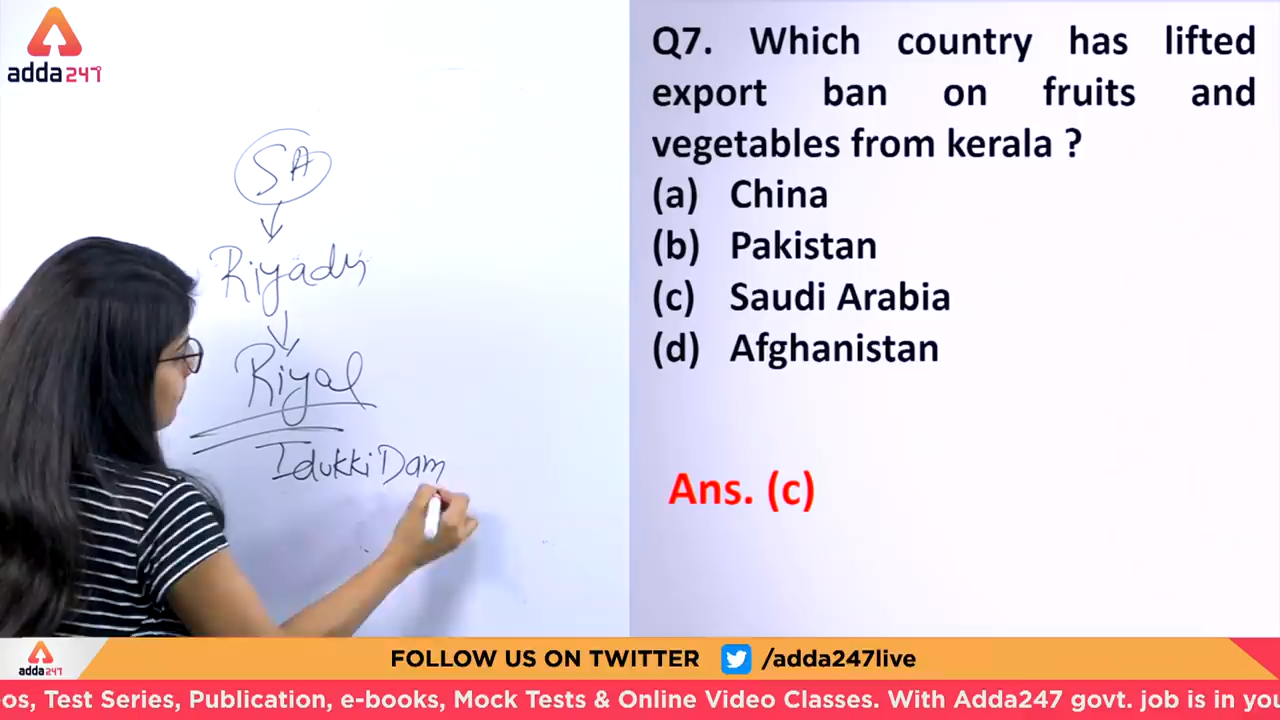 adda247
SA
Riyadh
Riyal
Idukki Dam
Q7. Which country has lifted
export ban on fruits and
vegetables from kerala ?
(a) China
(b) Pakistan
(c) Saudi Arabia
(d) Afghanistan
Ans. (c)
adda247
FOLLOW US ON TWITTER /adda247live
os, Test Series, Publication, e-books, Mock Tests & Online Video Classes. With Adda247 govt. job is in you